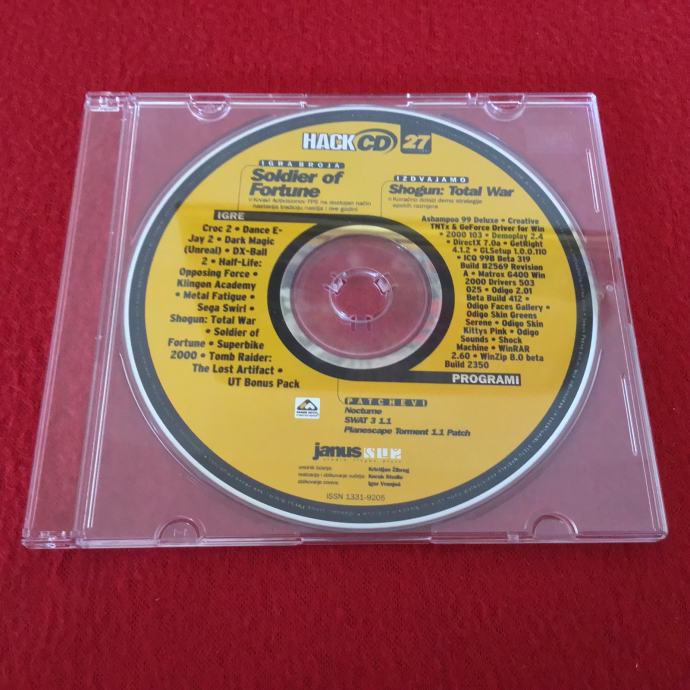 HACK CD 27
IGRA BROJA
Soldier of
Fortune
IZDVAJAMO
Shogun: Total War
Konačno dolazi demo strategije
epskih razmjera
IGRE
Croc 2 • Dance E-
Jay 2 • Dark Magic
(Unreal) • DX-Ball
2 • Half-Life:
Opposing Force •
Klingon Academy
• Metal Fatigue •
Sega Swirl •
Shogun: Total War
• Soldier of
Fortune • Superbike
2000 • Tomb Raider:
The Lost Artifact •
UT Bonus Pack
Ashampoo 99 Deluxe • Creative
TNTx & GeForce Driver for Win
2000 103 • Demoplay 2.4
• DirectX 7.0a • GetRight
4.1.2 • GLSetup 1.0.0.110
• ICQ 99B Beta 319
Build #2569 Revision
A • Matrox G400 Win
2000 Drivers 503
025 • Odigo 2.01
Beta Build 412 •
Odigo Faces Gallery •
Odigo Skin Greens
Serene • Odigo Skin
Kittys Pink • Odigo
Sounds • Shock
Machine • WinRAR
2.60 • WinZip 8.0 beta
Build 2350
PROGRAMI
PATCHEVI
Nocturne
SWAT 3 1.1
Planescape Torment 1.1 Patch
janus
ISSN 1331-9205